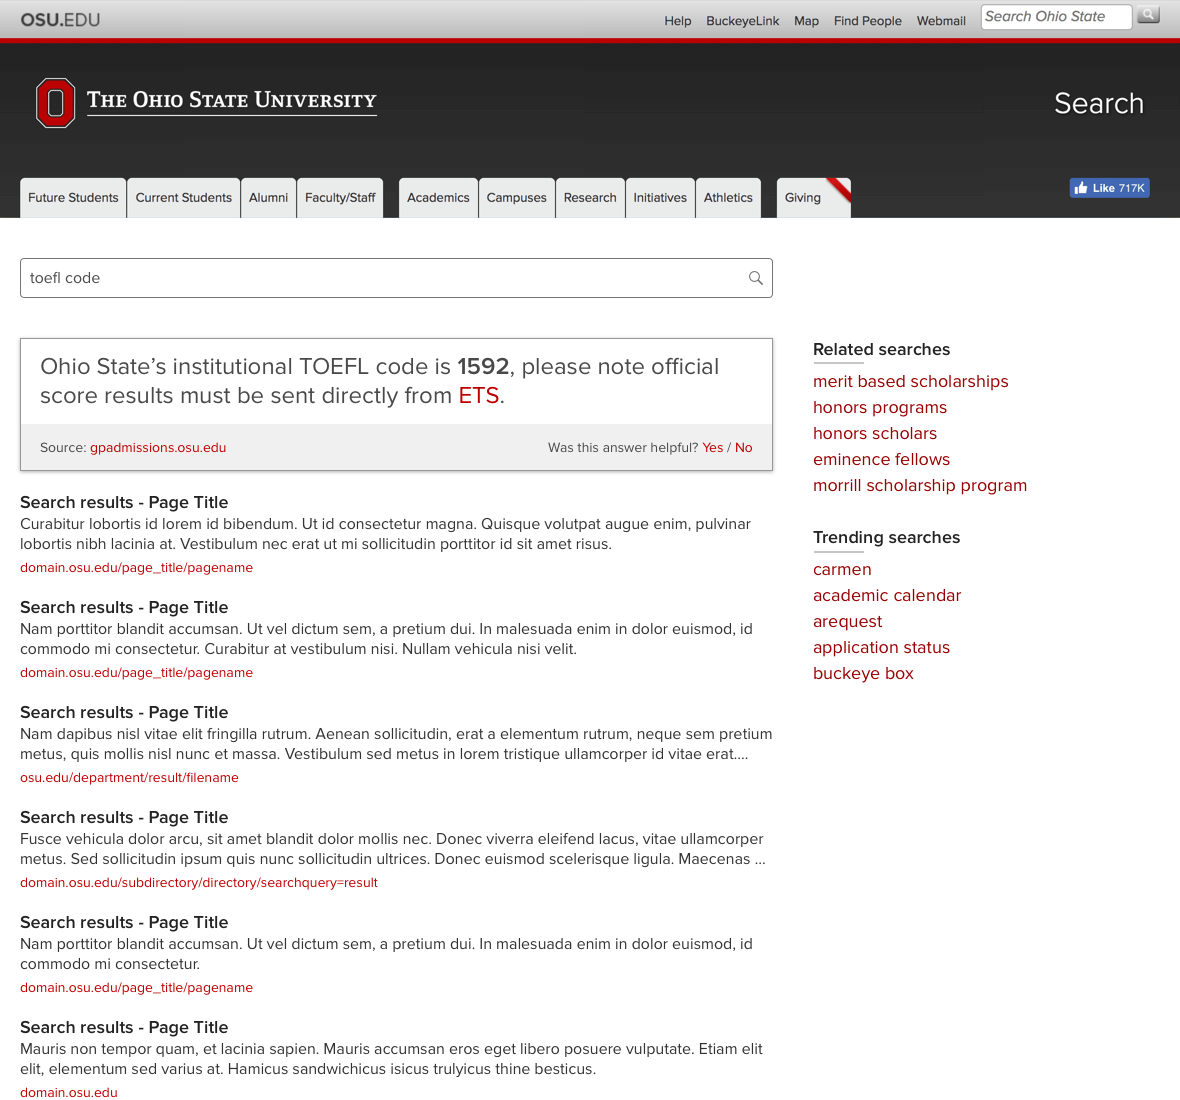 OSU.EDU
Help BuckeyeLink Map Find People Webmail Search Ohio State
THE OHIO STATE UNIVERSITY
Search
Future Students Current Students Alumni Faculty/Staff Academics Campuses Research Initiatives Athletics Giving
Like 717K
toefl code
Ohio State’s institutional TOEFL code is 1592, please note official
score results must be sent directly from ETS.
Source: gpadmissions.osu.edu
Was this answer helpful? Yes / No
Search results - Page Title
Curabitur lobortis id lorem id bibendum. Ut id consectetur magna. Quisque volutpat augue enim, pulvinar
lobortis nibh lacinia at. Vestibulum nec erat ut mi sollicitudin porttitor id sit amet risus.
domain.osu.edu/page_title/pagename
Search results - Page Title
Nam porttitor blandit accumsan. Ut vel dictum sem, a pretium dui. In malesuada enim in dolor euismod, id
commodo mi consectetur. Curabitur at vestibulum nisi. Nullam vehicula nisi velit.
domain.osu.edu/page_title/pagename
Search results - Page Title
Nam dapibus nisl vitae elit fringilla rutrum. Aenean sollicitudin, erat a elementum rutrum, neque sem pretium
metus, quis mollis nisl nunc et massa. Vestibulum sed metus in lorem tristique ullamcorper id vitae erat....
osu.edu/department/result/filename
Search results - Page Title
Fusce vehicula dolor arcu, sit amet blandit dolor mollis nec. Donec viverra eleifend lacus, vitae ullamcorper
metus. Sed sollicitudin ipsum quis nunc sollicitudin ultrices. Donec euismod scelerisque ligula. Maecenas ...
domain.osu.edu/subdirectory/directory/searchquery=result
Search results - Page Title
Nam porttitor blandit accumsan. Ut vel dictum sem, a pretium dui. In malesuada enim in dolor euismod, id
commodo mi consectetur.
domain.osu.edu/page_title/pagename
Search results - Page Title
Mauris non tempor quam, et lacinia sapien. Mauris accumsan eros eget libero posuere vulputate. Etiam elit
elit, elementum sed varius at. Hamicus sandwichicus isicus trulyicus thine besticus.
domain.osu.edu
Related searches
merit based scholarships
honors programs
honors scholars
eminence fellows
morrill scholarship program
Trending searches
carmen
academic calendar
arequest
application status
buckeye box